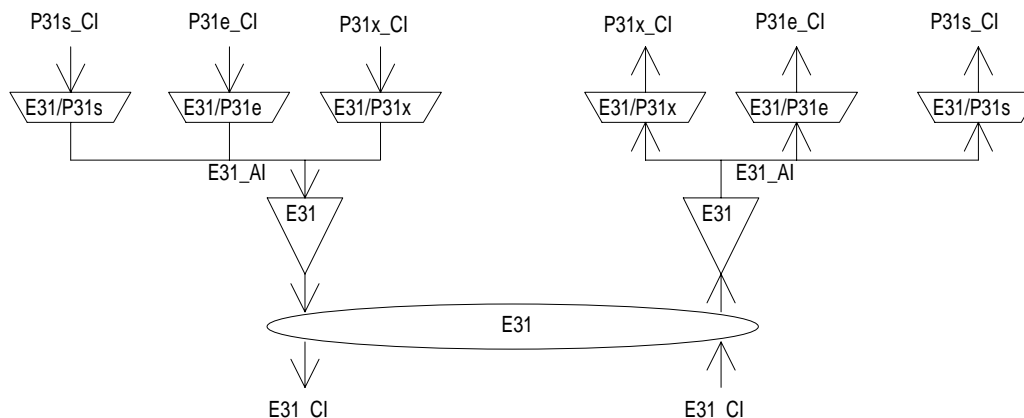 P31s_CI P31e_CI P31x_CI P31x_CI P31e_CI P31s_CI
E31/P31s E31/P31e E31/P31x E31/P31x E31/P31e E31/P31s
E31_AI E31_AI
E31 E31
E31
E31_CI E31_CI